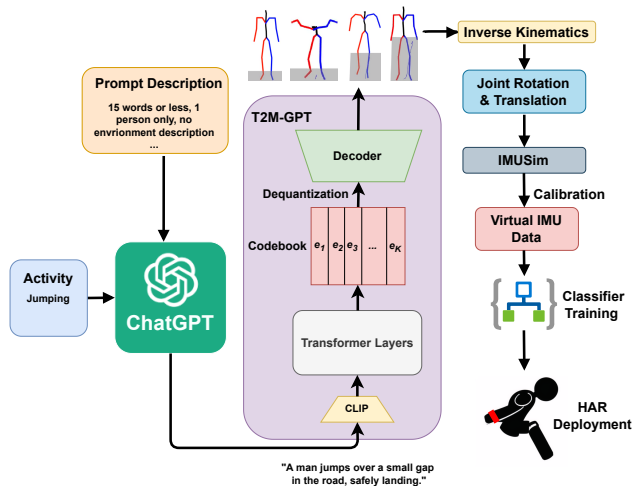 Prompt Description
15 words or less, 1
person only, no
envrionment description
...
Activity
Jumping
ChatGPT
T2M-GPT
Decoder
Dequantization
Codebook
e1 e2 e3 ... eK
Transformer Layers
CLIP
"A man jumps over a small gap
in the road, safely landing."
Inverse Kinematics
Joint Rotation
& Translation
IMUSim
Calibration
Virtual IMU
Data
Classifier
Training
HAR
Deployment